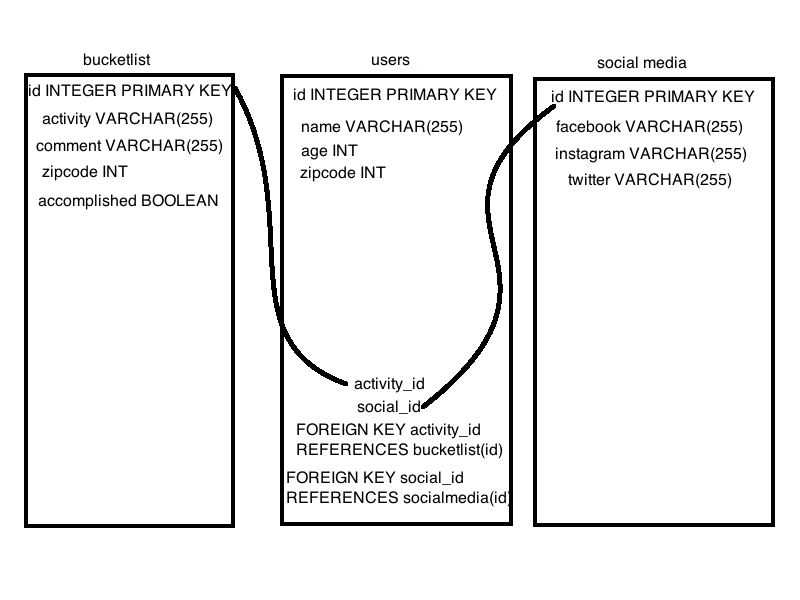 bucketlist
id INTEGER PRIMARY KEY
activity VARCHAR(255)
comment VARCHAR(255)
zipcode INT
accomplished BOOLEAN
users
id INTEGER PRIMARY KEY
name VARCHAR(255)
age INT
zipcode INT
activity_id
social_id
FOREIGN KEY activity_id
REFERENCES bucketlist(id)
FOREIGN KEY social_id
REFERENCES socialmedia(id)
social media
id INTEGER PRIMARY KEY
facebook VARCHAR(255)
instagram VARCHAR(255)
twitter VARCHAR(255)